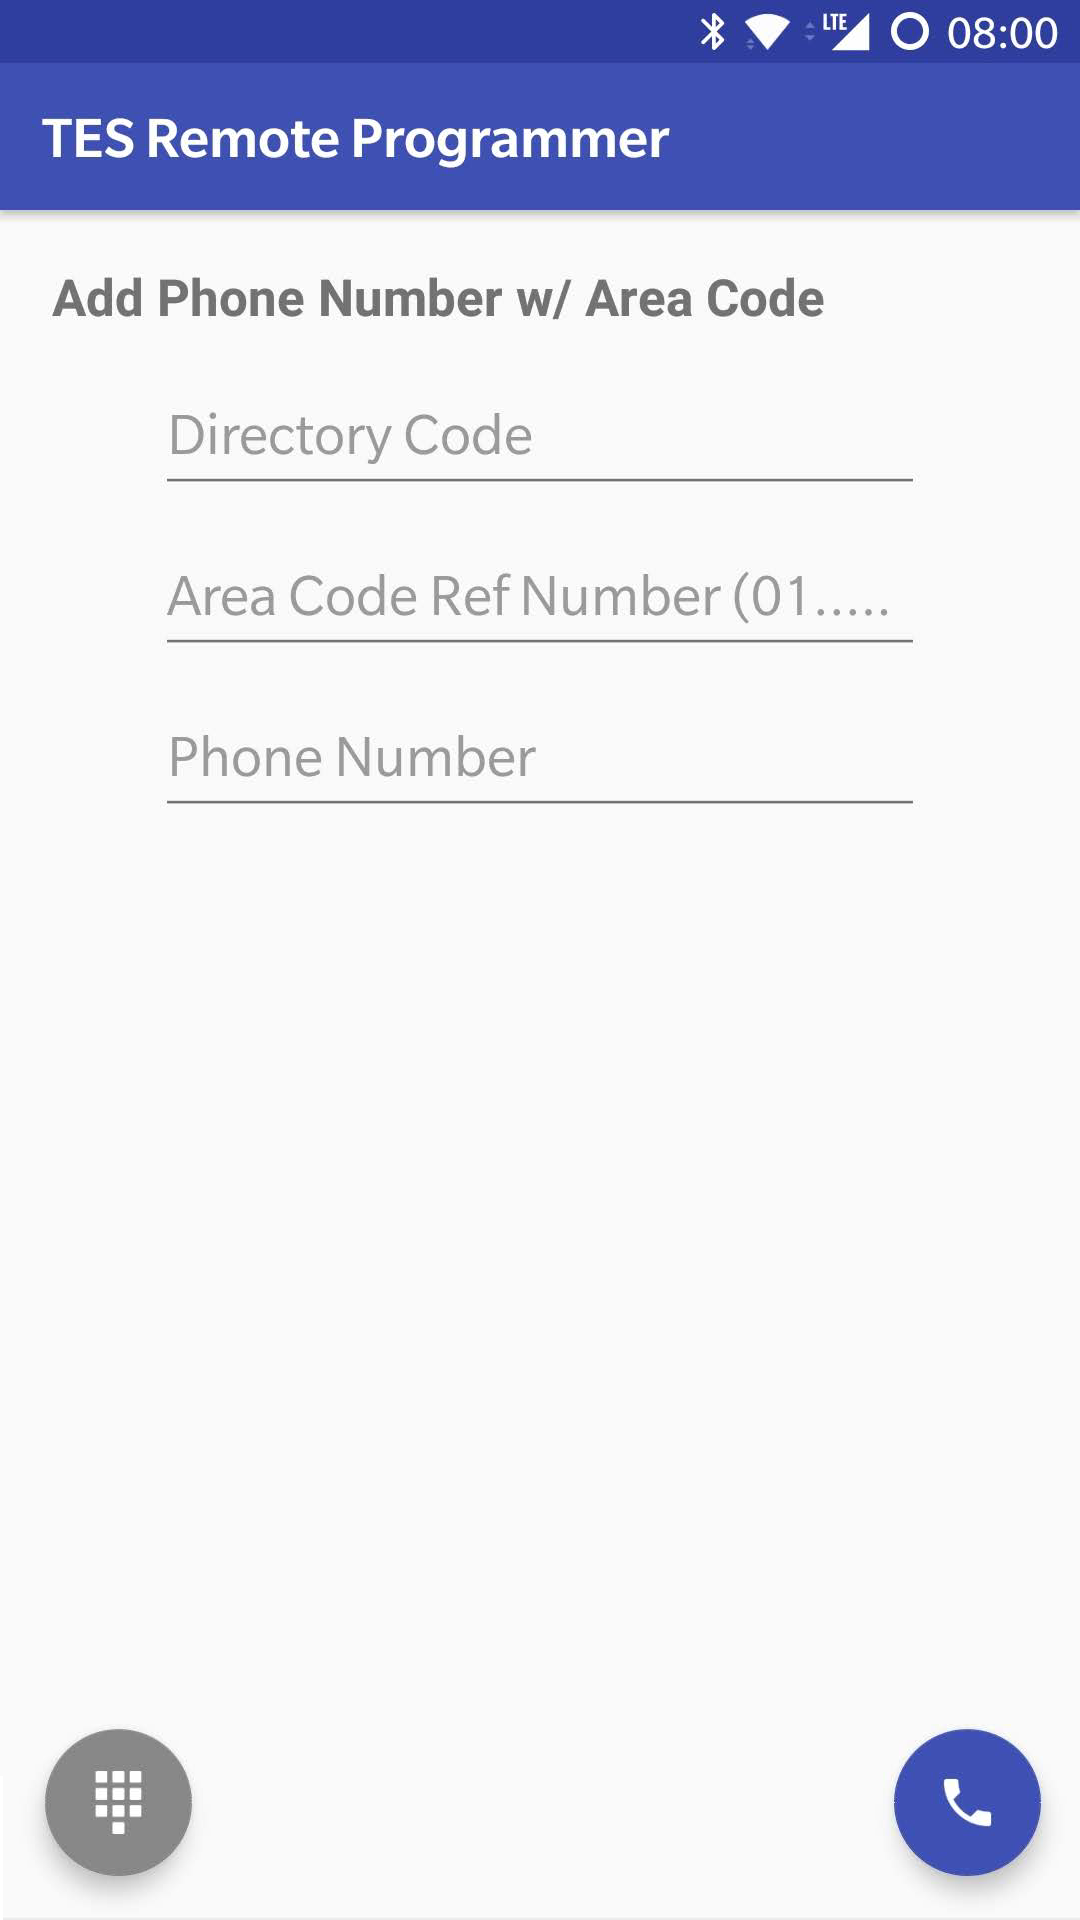 LTE 08:00
TES Remote Programmer
Add Phone Number w/ Area Code
Directory Code
Area Code Ref Number (01.....
Phone Number